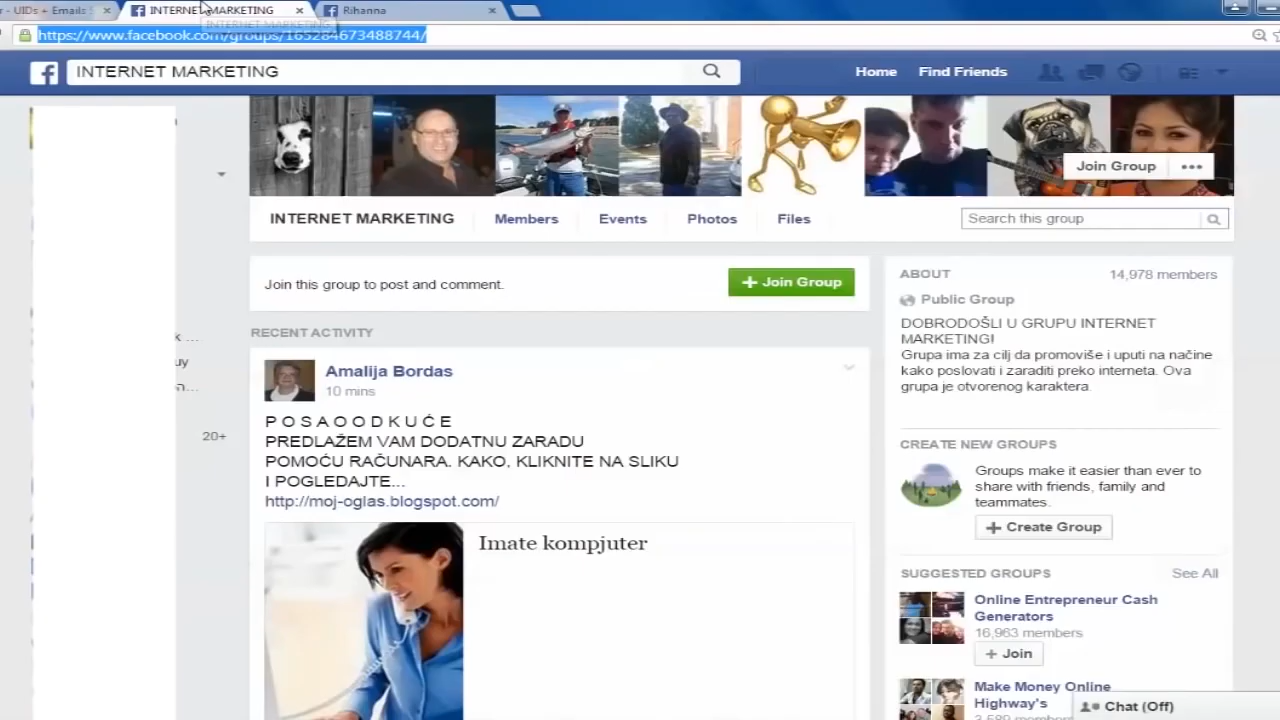 r - UIDs + Emails
INTERNET MARKETING
Rihanna
INTERNET MARKETING
https://www.facebook.com/groups/165284673488744/
INTERNET MARKETING
Home
Find Friends
Join Group
INTERNET MARKETING
Members
Events
Photos
Files
Search this group
Join this group to post and comment.
Join Group
ABOUT
14,978 members
Public Group
DOBRODOŠLI U GRUPU INTERNET
MARKETING!
Grupa ima za cilj da promoviše i uputi na načine
kako poslovati i zaraditi preko interneta. Ova
grupa je otvorenog karaktera.
RECENT ACTIVITY
Amalija Bordas
10 mins
P O S A O O D K U Ć E
PREDLAŽEM VAM DODATNU ZARADU
POMOĆU RAČUNARA. KAKO, KLIKNITE NA SLIKU
I POGLEDAJTE...
http://moj-oglas.blogspot.com/
Imate kompjuter
k ...
uy
20+
CREATE NEW GROUPS
Groups make it easier than ever to
share with friends, family and
teammates.
Create Group
SUGGESTED GROUPS
See All
Online Entrepreneur Cash
Generators
16,963 members
Join
Make Money Online
Highway's
3,589 members
Chat (Off)